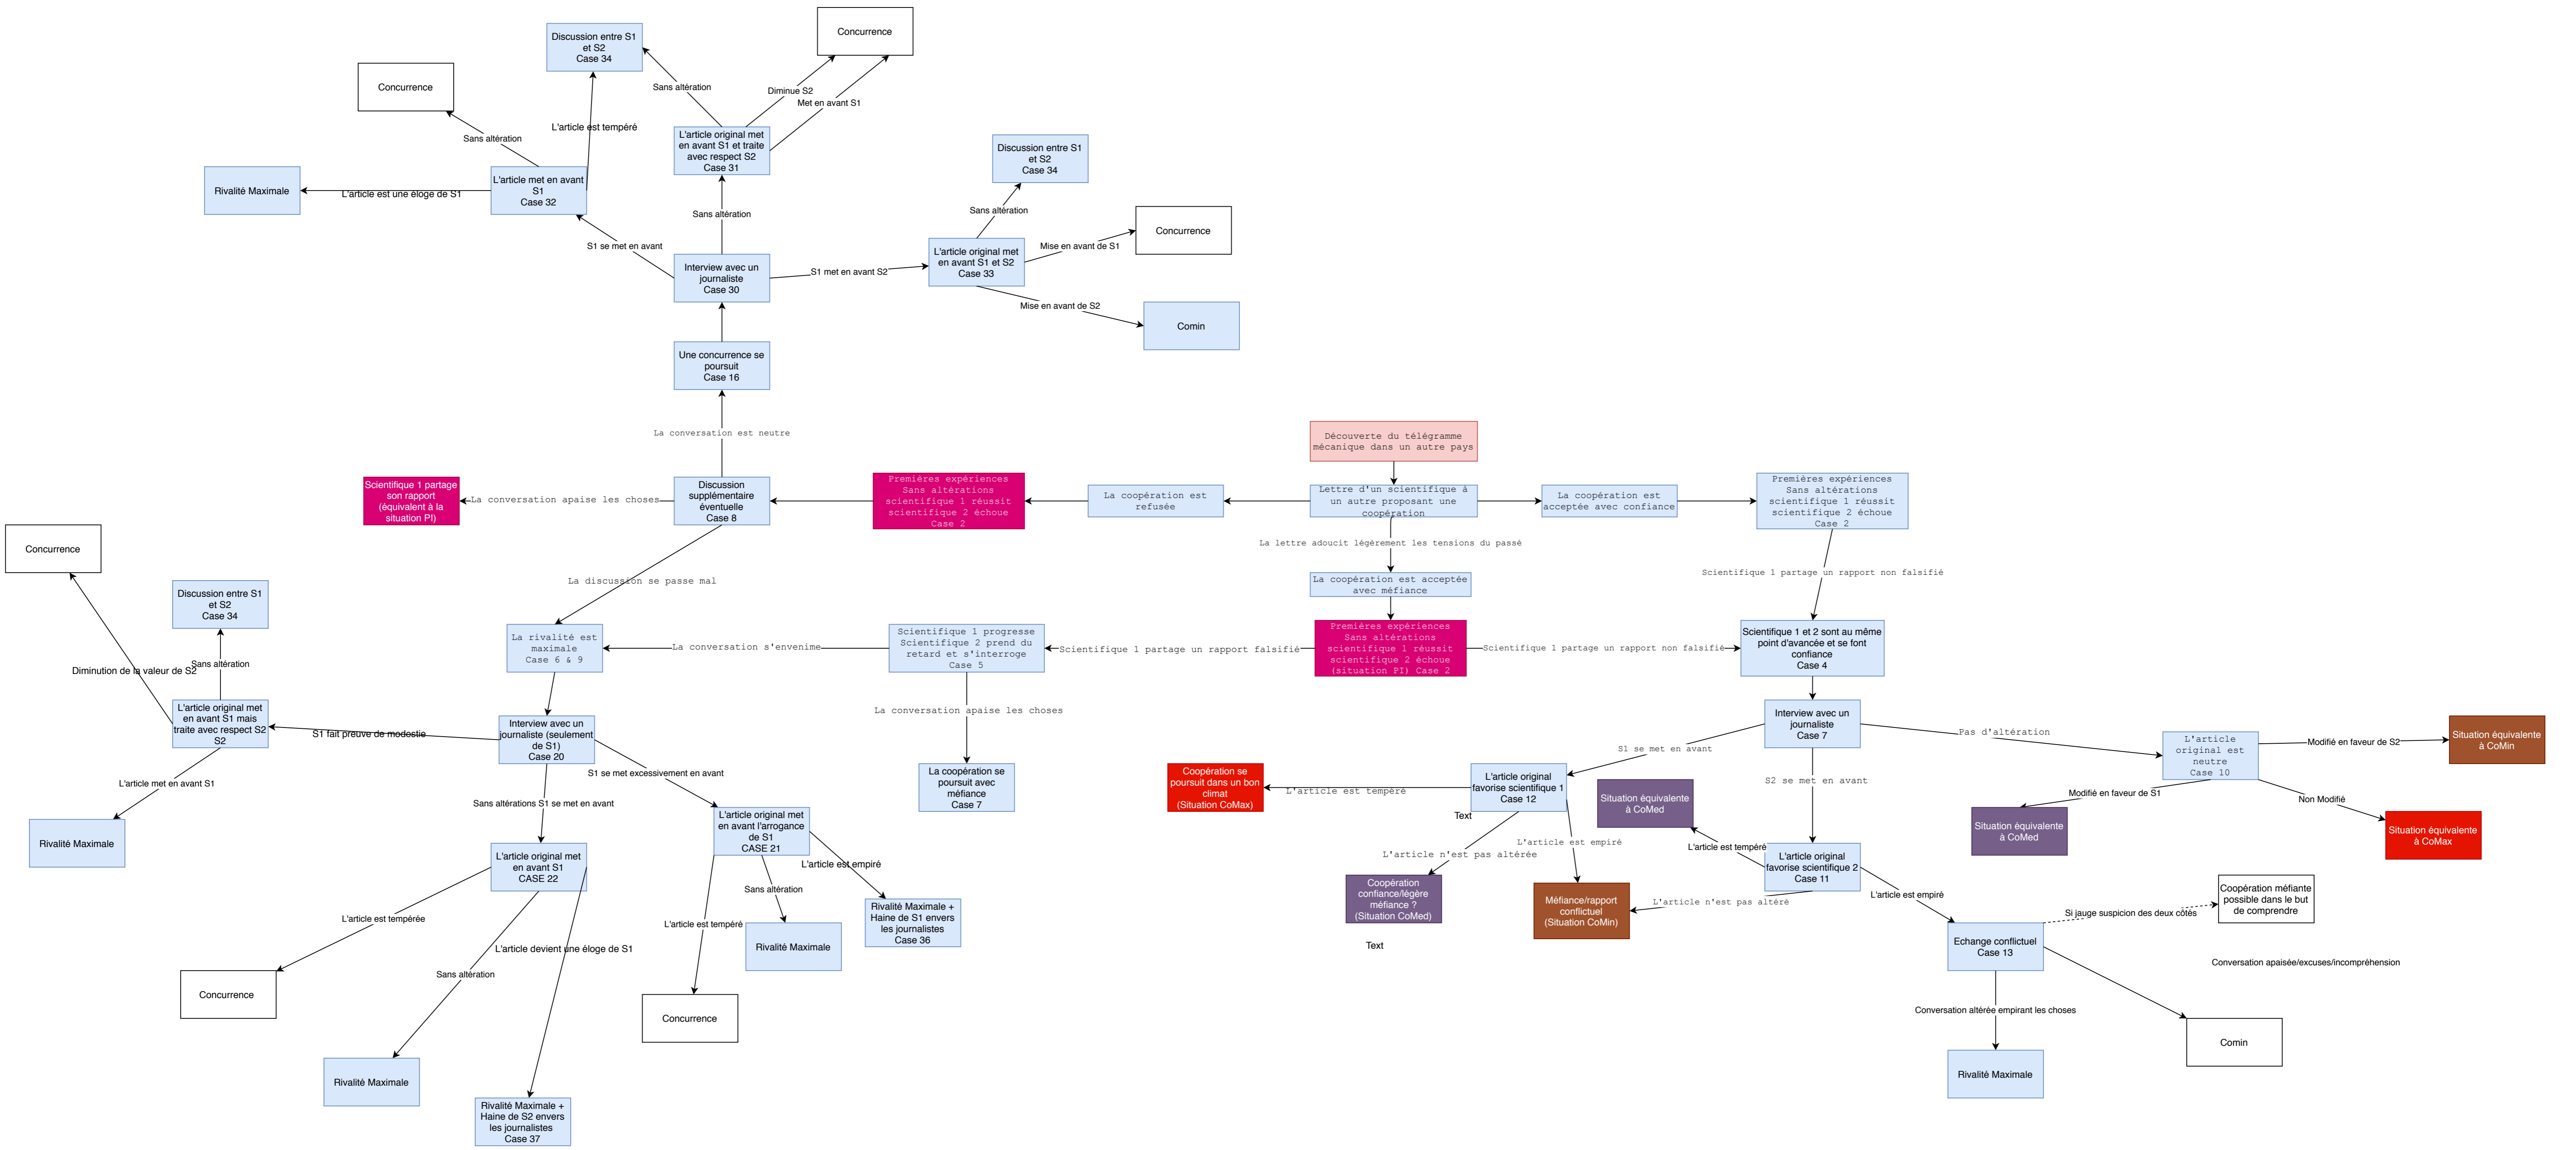 Concurrence
Discussion entre S1
et S2
Case 34
Concurrence
Sans altération
Diminue S2
Met en avant S1
L'article est tempéré
Sans altération
L'article original met
en avant S1 et traite
avec respect S2
Case 31
Discussion entre S1
et S2
Case 34
Rivalité Maximale
L'article est une éloge de S1
L'article met en avant
S1
Case 32
Sans altération
Sans altération
Concurrence
S1 se met en avant
Interview avec un
journaliste
Case 30
S1 met en avant S2
L'article original met
en avant S1 et S2
Case 33
Mise en avant de S1
Mise en avant de S2
Comin
Une concurrence se
poursuit
Case 16
La conversation est neutre
Découverte du télégramme
mécanique dans un autre pays
Scientifique 1 partage
son rapport
(équivalent à la
situation PI)
La conversation apaise les choses
Discussion
supplémentaire
éventuelle
Case 8
Premières expériences
Sans altérations
scientifique 1 réussit
scientifique 2 échoue
Case 2
La coopération est
refusée
Lettre d'un scientifique à
un autre proposant une
coopération
La coopération est
acceptée avec confiance
Premières expériences
Sans altérations
scientifique 1 réussit
scientifique 2 échoue
Case 2
La lettre adoucit légèrement les tensions du passé
Concurrence
La discussion se passe mal
La coopération est acceptée
avec méfiance
Scientifique 1 partage un rapport non falsifié
Discussion entre S1
et S2
Case 34
La rivalité est
maximale
Case 6 & 9
La conversation s'envenime
Scientifique 1 progresse
Scientifique 2 prend du
retard et s'interroge
Case 5
Scientifique 1 partage un rapport falsifié
Premières expériences
Sans altérations
scientifique 1 réussit
scientifique 2 échoue
(situation PI) Case 2
Scientifique 1 partage un rapport non falsifié
Scientifique 1 et 2 sont au même
point d'avancée et se font
confiance
Case 4
Diminution de la valeur de S2
Sans altération
La conversation apaise les choses
L'article original met
en avant S1 mais
traite avec respect S2
S2
S1 fait preuve de modestie
Interview avec un
journaliste (seulement
de S1)
Case 20
Interview avec un
journaliste
Case 7
Pas d'altération
L'article
original est
neutre
Case 10
Modifié en faveur de S2
Situation équivalente
à CoMin
S1 se met en avant
S1 se met excessivement en avant
La coopération se
poursuit avec
méfiance
Case 7
Coopération se
poursuit dans un bon
climat
(Situation CoMax)
L'article est tempéré
L'article original
favorise scientifique 1
Case 12
S2 se met en avant
L'article met en avant S1
Sans altérations S1 se met en avant
Text
Situation équivalente
à CoMed
Modifié en faveur de S1
Non Modifié
Situation équivalente
à CoMed
Situation équivalente
à CoMax
Rivalité Maximale
L'article original met
en avant l'arrogance
de S1
CASE 21
L'article est empiré
L'article n'est pas altérée
L'article est tempéré
L'article original
favorise scientifique 2
Case 11
L'article original met
en avant S1
CASE 22
L'article est empiré
Sans altération
Coopération
confiance/légère
méfiance ?
(Situation CoMed)
Méfiance/rapport
conflictuel
(Situation CoMin)
L'article n'est pas altéré
L'article est empiré
Coopération méfiante
possible dans le but
de comprendre
Si jauge suspicion des deux côtés
L'article est tempérée
L'article est tempéré
Rivalité Maximale +
Haine de S1 envers
les journalistes
Case 36
Text
Rivalité Maximale
L'article devient une éloge de S1
Echange conflictuel
Case 13
Conversation apaisée/excuses/incompréhension
Sans altération
Concurrence
Concurrence
Conversation altérée empirant les choses
Comin
Rivalité Maximale
Rivalité Maximale
Rivalité Maximale +
Haine de S2 envers
les journalistes
Case 37